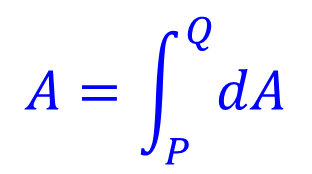 A = ∫_P^Q dA